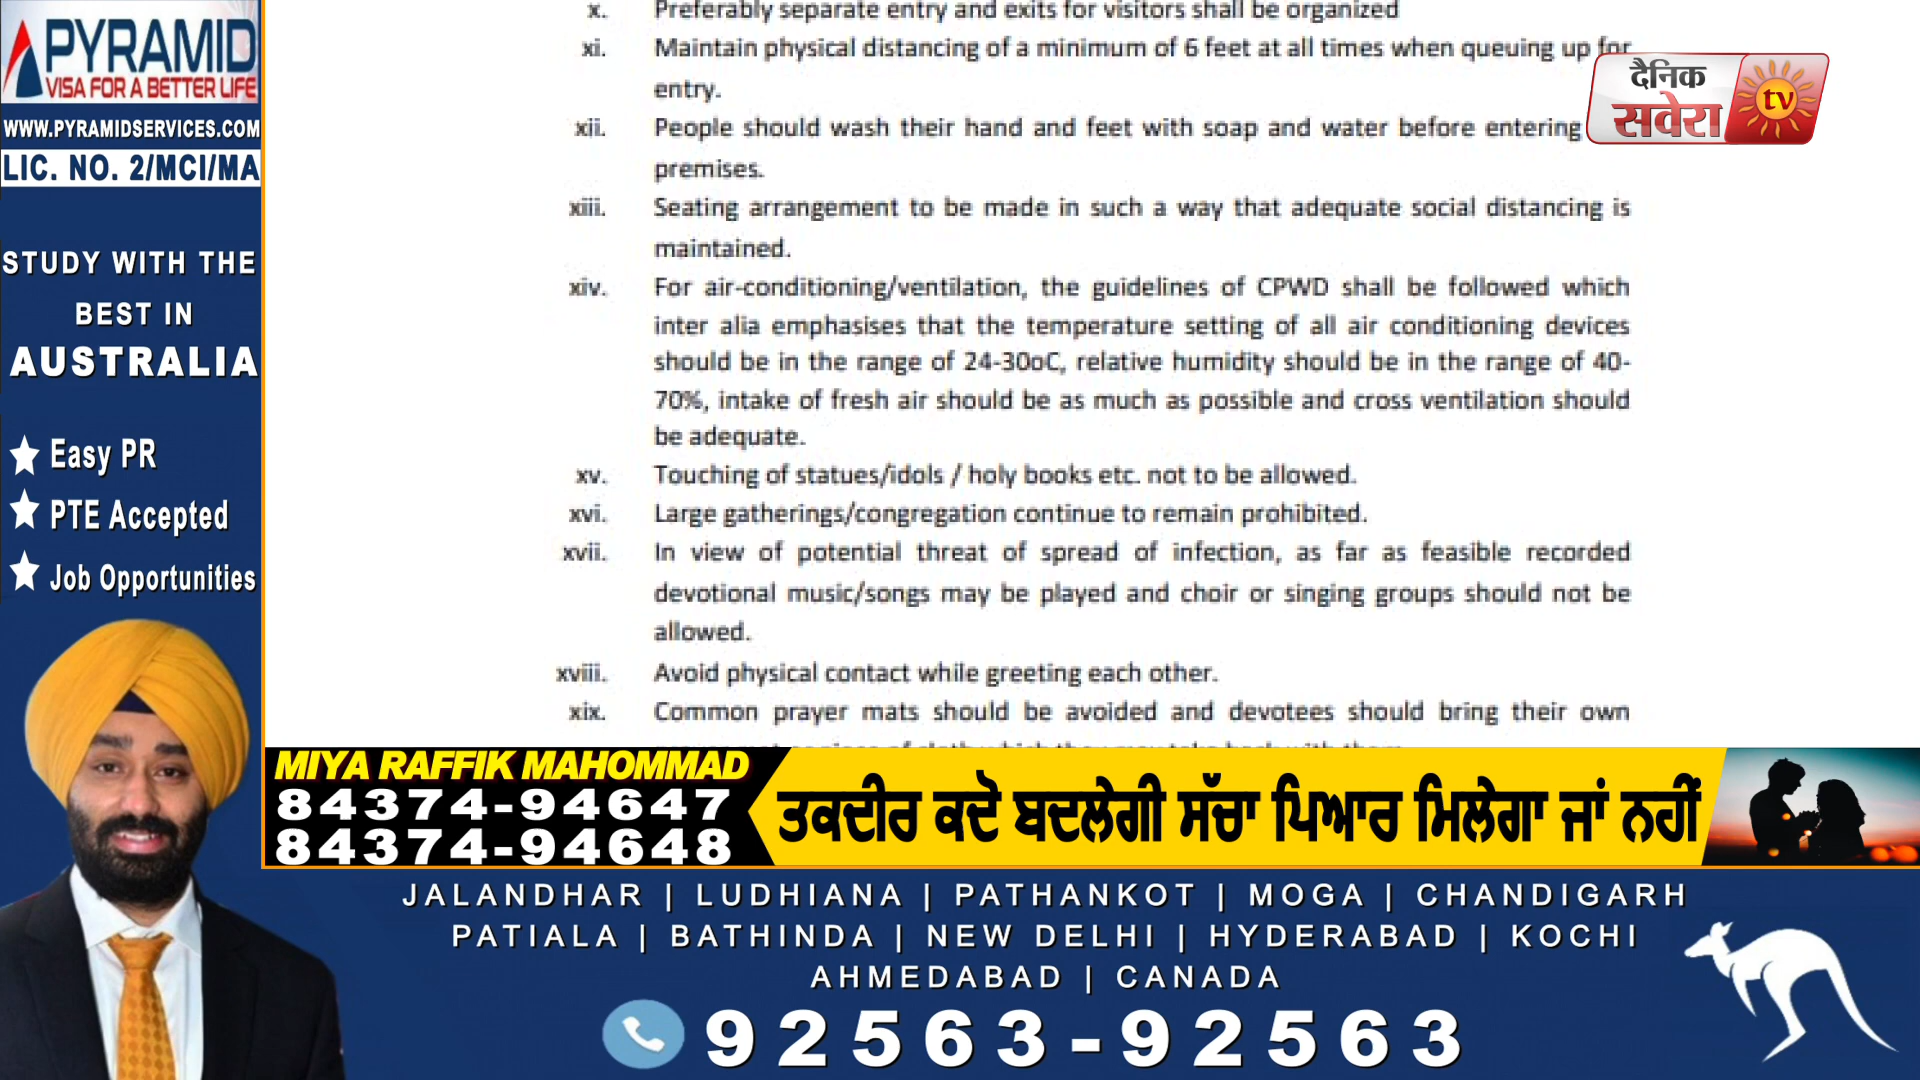 PYRAMID
VISA FOR A BETTER LIFE
WWW.PYRAMIDSERVICES.COM
LIC. NO. 2/MCI/MA
STUDY WITH THE
BEST IN
AUSTRALIA
Easy PR
PTE Accepted
Job Opportunities
x. Preferably separate entry and exits for visitors shall be organized
xi. Maintain physical distancing of a minimum of 6 feet at all times when queuing up for
entry.
xii. People should wash their hand and feet with soap and water before entering
premises.
xiii. Seating arrangement to be made in such a way that adequate social distancing is
maintained.
xiv. For air-conditioning/ventilation, the guidelines of CPWD shall be followed which
inter alia emphasises that the temperature setting of all air conditioning devices
should be in the range of 24-30oC, relative humidity should be in the range of 40-
70%, intake of fresh air should be as much as possible and cross ventilation should
be adequate.
xv. Touching of statues/idols / holy books etc. not to be allowed.
xvi. Large gatherings/congregation continue to remain prohibited.
xvii. In view of potential threat of spread of infection, as far as feasible recorded
devotional music/songs may be played and choir or singing groups should not be
allowed.
xviii. Avoid physical contact while greeting each other.
xix. Common prayer mats should be avoided and devotees should bring their own
दैनिक
सवेरा tv
MIYA RAFFIK MAHOMMAD
84374-94647
84374-94648
ਤਕਦੀਰ ਕਦੋ ਬਦਲੇਗੀ ਸੱਚਾ ਪਿਆਰ ਮਿਲੇਗਾ ਜਾਂ ਨਹੀਂ
JALANDHAR | LUDHIANA | PATHANKOT | MOGA | CHANDIGARH
PATIALA | BATHINDA | NEW DELHI | HYDERABAD | KOCHI
AHMEDABAD | CANADA
92563-92563